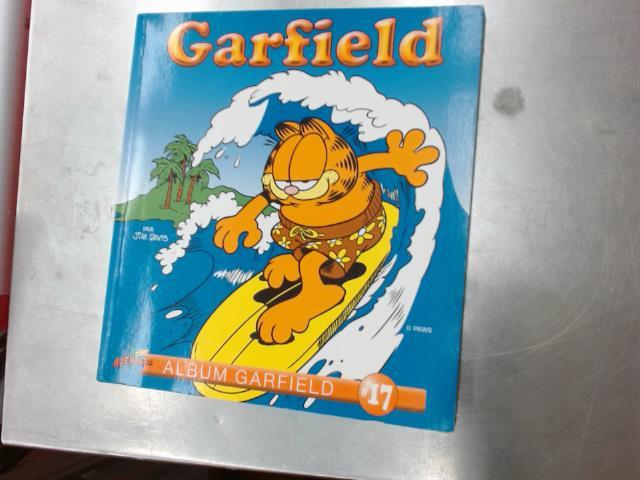 Garfield
PAR
JIM DAVIS
© PAWS
ALBUM GARFIELD
#17